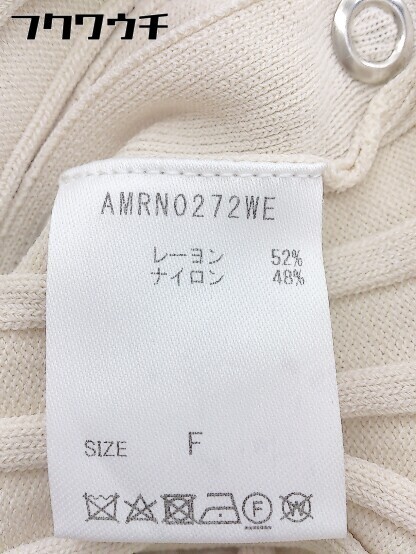 フクワウチ
AMRN0272WE
レーヨン 52%
ナイロン 48%
SIZE F
F W